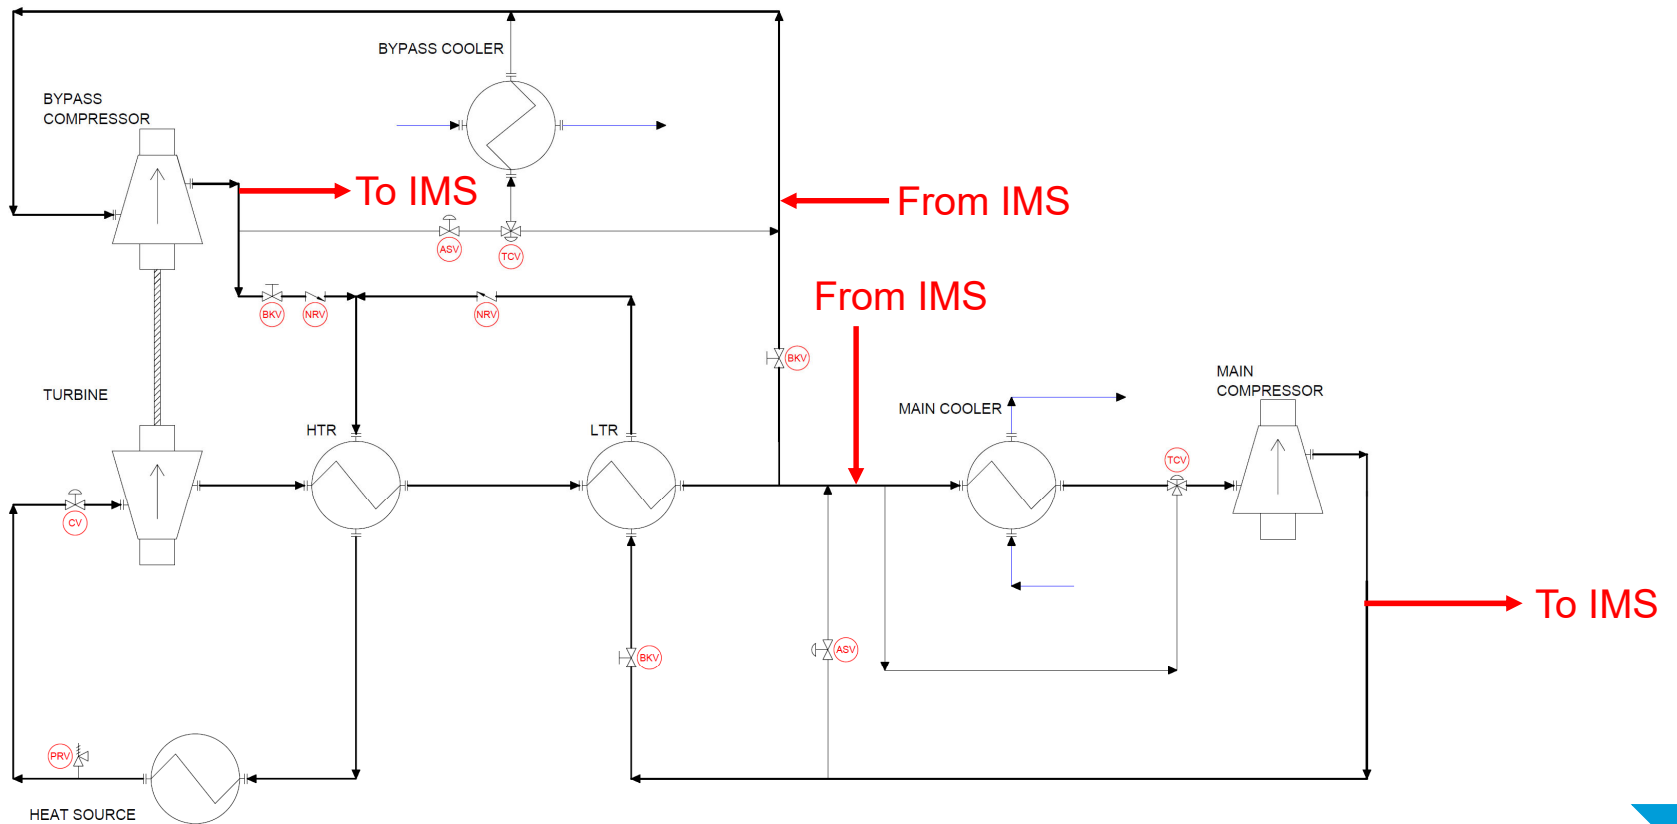 BYPASS COOLER
BYPASS
COMPRESSOR
To IMS
From IMS
ASV
TCV
From IMS
BKV
NRV
NRV
BKV
MAIN
COMPRESSOR
TURBINE
MAIN COOLER
HTR
LTR
TCV
CV
To IMS
BKV
ASV
PRV
HEAT SOURCE